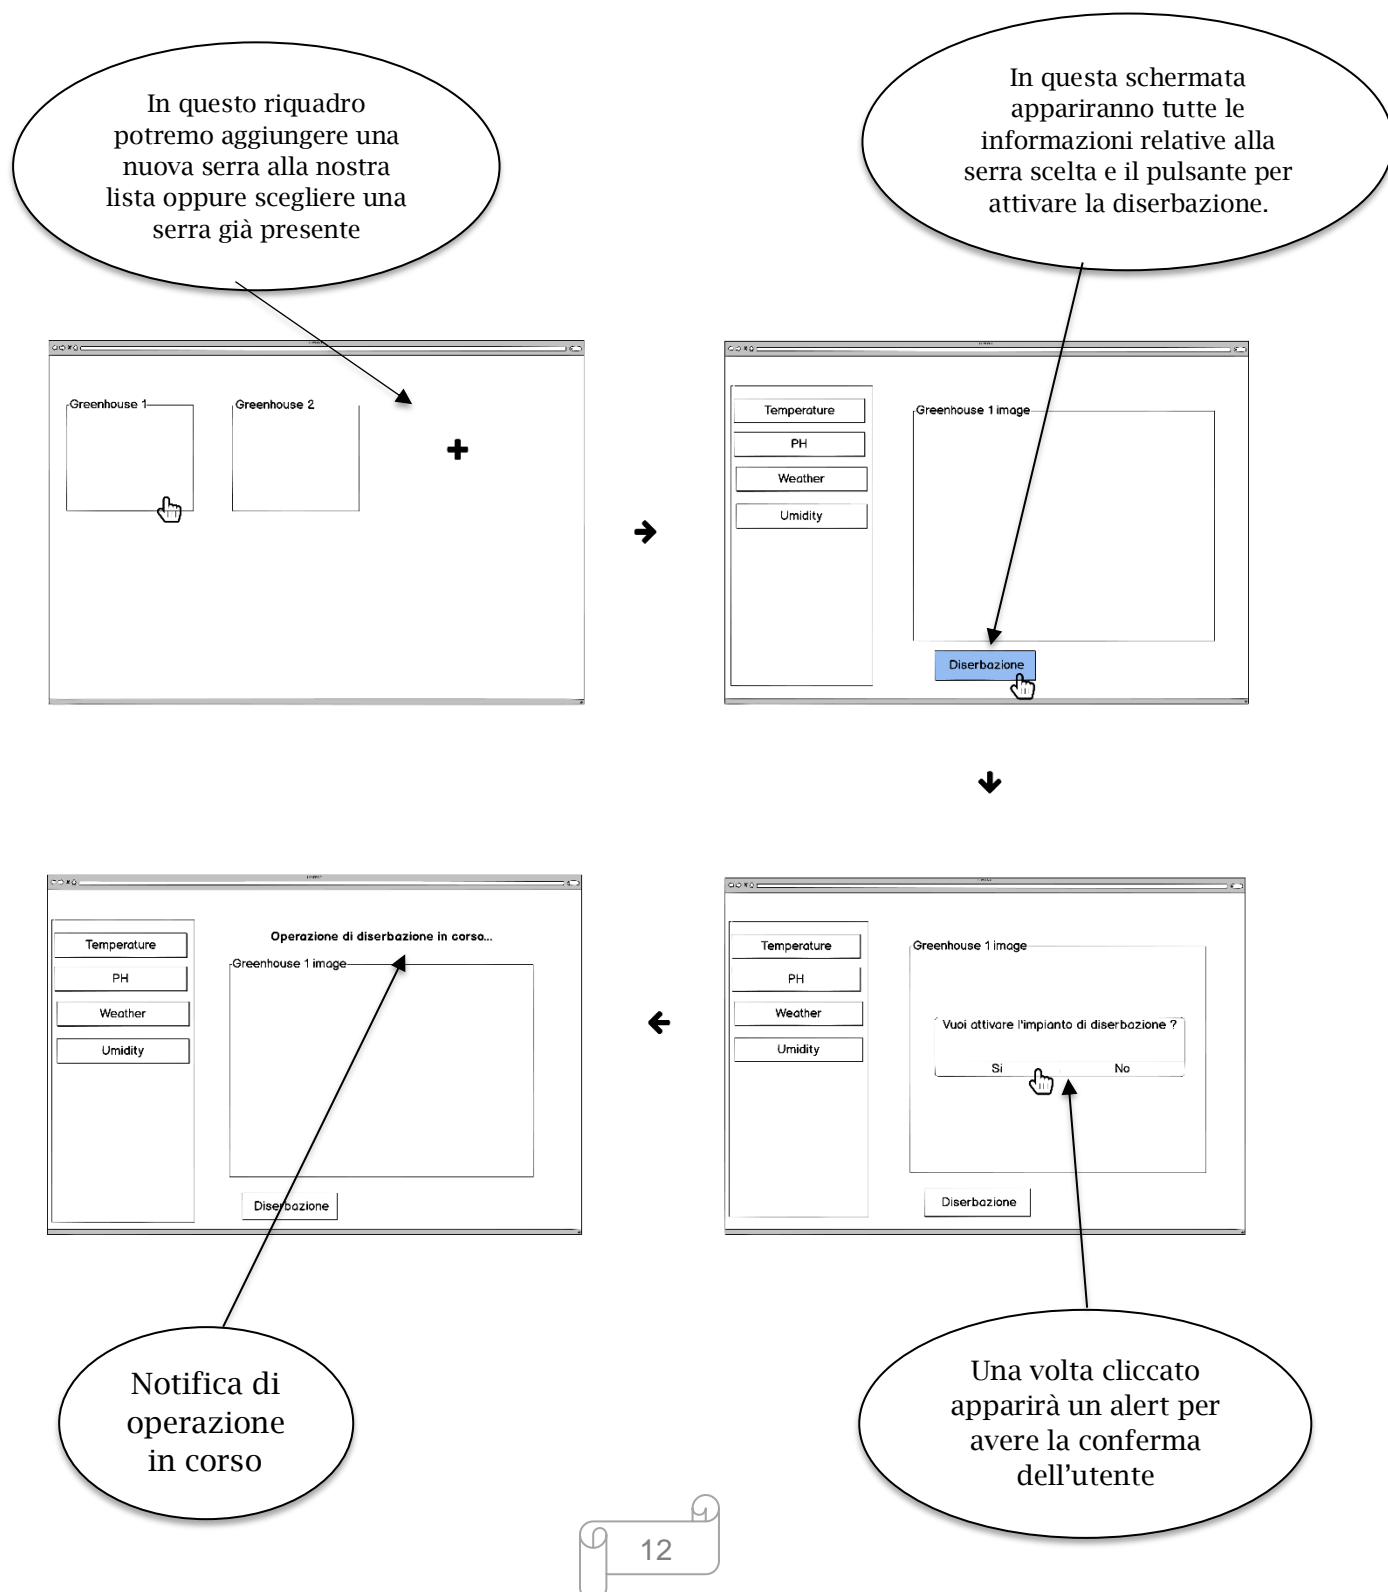 In questo riquadro
potremo aggiungere una
nuova serra alla nostra
lista oppure scegliere una
serra già presente
In questa schermata
appariranno tutte le
informazioni relative alla
serra scelta e il pulsante per
attivare la diserbazione.
Greenhouse 1
Greenhouse 2
Temperature
PH
Weather
Umidity
Greenhouse 1 image
Diserbazione
Temperature
PH
Weather
Umidity
Operazione di diserbazione in corso...
Greenhouse 1 image
Diserbazione
Temperature
PH
Weather
Umidity
Greenhouse 1 image
Vuoi attivare l'impianto di diserbazione ?
Si
No
Diserbazione
Notifica di
operazione
in corso
Una volta cliccato
apparirà un alert per
avere la conferma
dell’utente
12